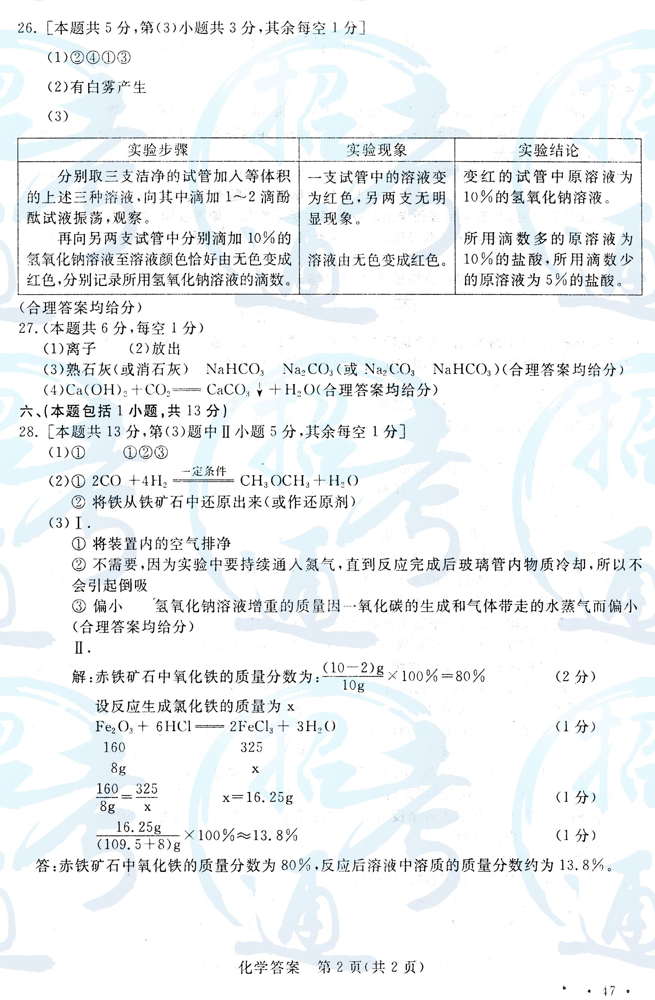 26. [本题共 5 分,第(3)小题共 3 分,其余每空 1 分]
(1)②④①③
(2)有白雾产生
(3)
实验步骤 实验现象 实验结论
分别取三支洁净的试管加入等体积
的上述三种溶液,向其中滴加 1～2 滴酚
酞试液振荡,观察。
再向另两支试管中分别滴加 10%的
氢氧化钠溶液至溶液颜色恰好由无色变成
红色,分别记录所用氢氧化钠溶液的滴数。
一支试管中的溶液变
为红色,另两支无明
显现象。
溶液由无色变成红色。
变红的试管中原溶液为
10%的氢氧化钠溶液。
所用滴数多的原溶液为
10%的盐酸,所用滴数少
的原溶液为 5%的盐酸。
(合理答案均给分)
27.(本题共 6 分,每空 1 分)
(1)离子 (2)放出
(3)熟石灰(或消石灰) NaHCO₃ Na₂CO₃(或 Na₂CO₃ NaHCO₃)(合理答案均给分)
(4)Ca(OH)₂+CO₂══CaCO₃↓+H₂O(合理答案均给分)
六、(本题包括 1 小题,共 13 分)
28. [本题共 13 分,第(3)题中Ⅱ小题 5 分,其余每空 1 分]
(1)① ①②③
(2)① 2CO +4H₂ ══一定条件══ CH₃OCH₃+H₂O
② 将铁从铁矿石中还原出来(或作还原剂)
(3)Ⅰ.
① 将装置内的空气排净
② 不需要,因为实验中要持续通入氮气,直到反应完成后玻璃管内物质冷却,所以不
会引起倒吸
③ 偏小 氢氧化钠溶液增重的质量因一氧化碳的生成和气体带走的水蒸气而偏小
(合理答案均给分)
Ⅱ.
解:赤铁矿石中氧化铁的质量分数为:(10－2)g/10g×100%=80% (2 分)
设反应生成氯化铁的质量为 x
Fe₂O₃+ 6HCl══ 2FeCl₃+ 3H₂O (1 分)
160 325
8g x
160/8g=325/x x=16.25g (1 分)
16.25g/(109.5+8)g×100%≈13.8% (1 分)
答:赤铁矿石中氧化铁的质量分数为 80%,反应后溶液中溶质的质量分数约为 13.8%。
化学答案 第 2 页(共 2 页)
· 47 ·
招考通